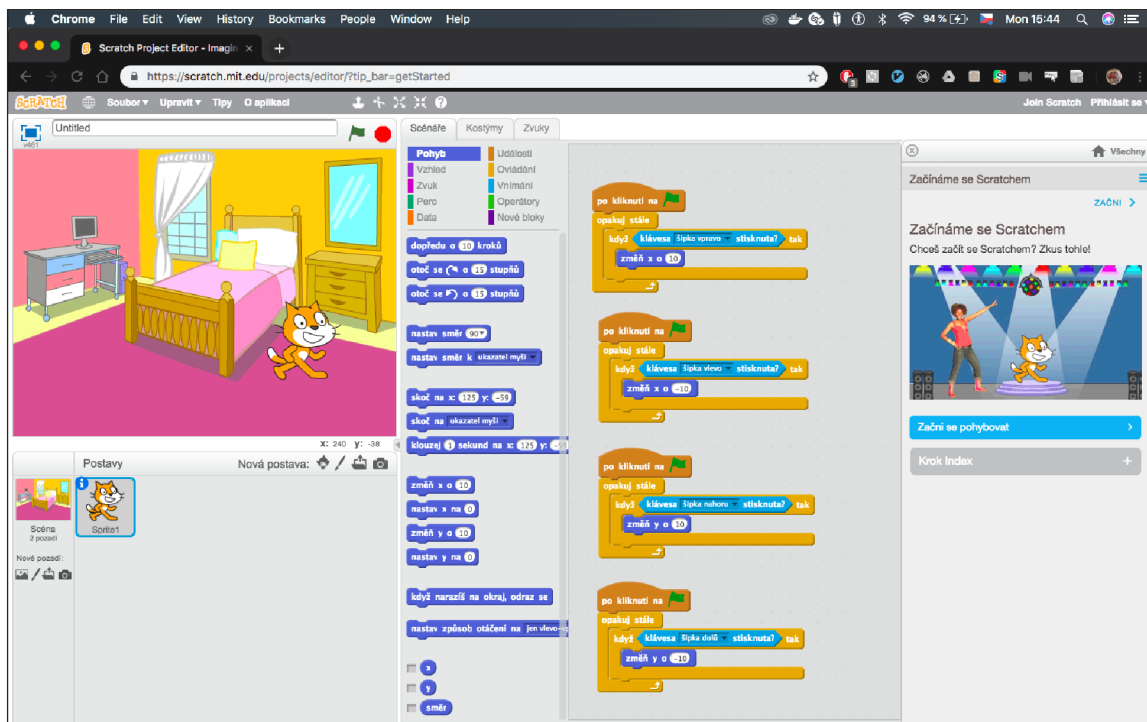 Chrome File Edit View History Bookmarks People Window Help 94 % Mon 15:44
Scratch Project Editor - Imagin
https://scratch.mit.edu/projects/editor/?tip_bar=getStarted
SCRATCH Soubor Upravit Tipy O aplikaci Join Scratch Přihlásit se
Untitled
v461
x: 240 y: -38
Postavy Nová postava:
Scéna
2 pozadí
Nové pozadí:
Sprite1
Scénáře Kostýmy Zvuky
Pohyb Události
Vzhled Ovládání
Zvuk Vnímání
Pero Operátory
Data Nové bloky
dopředu o 10 kroků
otoč se o 15 stupňů
otoč se o 15 stupňů
nastav směr 90
nastav směr k ukazatel myši
skoč na x: 125 y: -59
skoč na ukazatel myši
klouzej 1 sekund na x: 125 y: -59
změň x o 10
nastav x na 0
změň y o 10
nastav y na 0
když narazíš na okraj, odraz se
nastav způsob otáčení na jen vlevo-vp
x
y
směr
po kliknutí na
opakuj stále
když klávesa šipka vpravo stisknuta? tak
změň x o 10
po kliknutí na
opakuj stále
když klávesa šipka vlevo stisknuta? tak
změň x o -10
po kliknutí na
opakuj stále
když klávesa šipka nahoru stisknuta? tak
změň y o 10
po kliknutí na
opakuj stále
když klávesa šipka dolů stisknuta? tak
změň y o -10
Všechny
Začínáme se Scratchem
ZAČNI
Začínáme se Scratchem
Chceš začít se Scratchem? Zkus tohle!
Začni se pohybovat
Krok Index